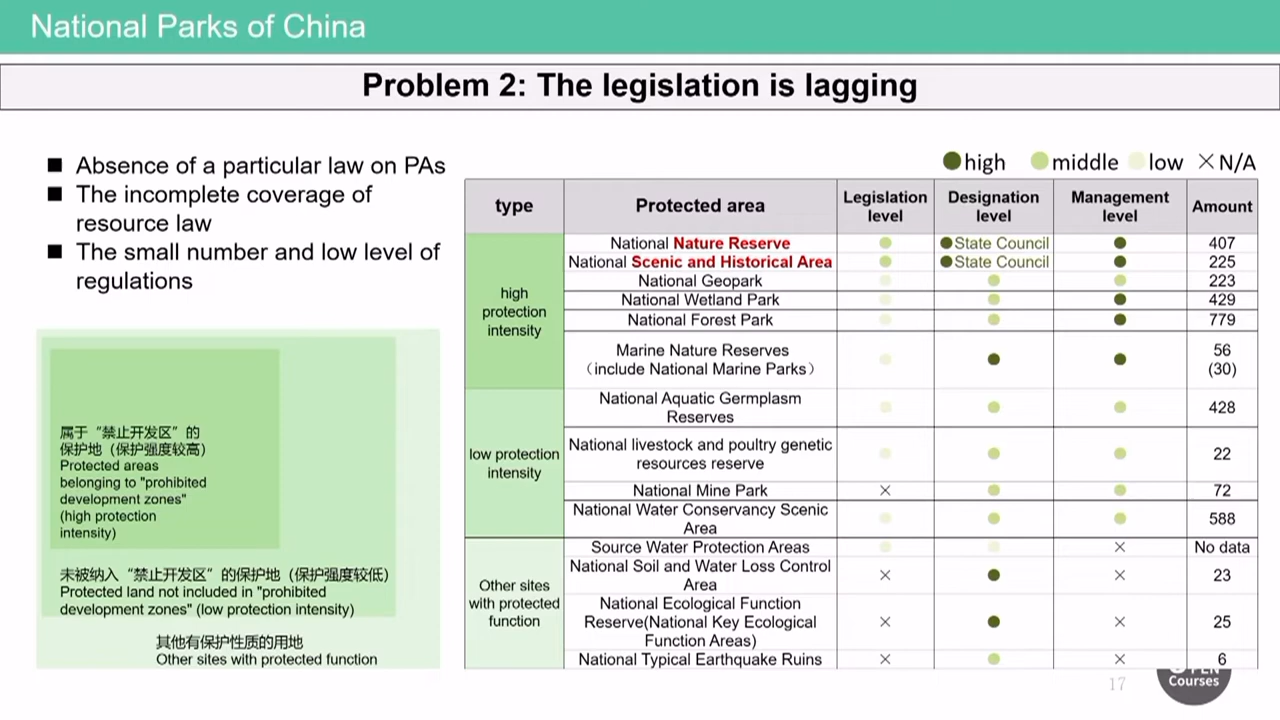 National Parks of China
Problem 2: The legislation is lagging
■ Absence of a particular law on PAs
■ The incomplete coverage of
resource law
■ The small number and low level of
regulations
属于“禁止开发区”的
保护地（保护强度较高）
Protected areas
belonging to "prohibited
development zones"
(high protection
intensity)
未被纳入“禁止开发区”的保护地（保护强度较低）
Protected land not included in "prohibited
development zones" (low protection intensity)
其他有保护性质的用地
Other sites with protected function
high middle low ×N/A
type Protected area Legislation level Designation level Management level Amount
high protection intensity
National Nature Reserve State Council 407
National Scenic and Historical Area State Council 225
National Geopark 223
National Wetland Park 429
National Forest Park 779
Marine Nature Reserves
（include National Marine Parks） 56 (30)
low protection intensity
National Aquatic Germplasm
Reserves 428
National livestock and poultry genetic
resources reserve 22
National Mine Park × 72
National Water Conservancy Scenic
Area 588
Other sites with protected function
Source Water Protection Areas × No data
National Soil and Water Loss Control
Area × × 23
National Ecological Function
Reserve(National Key Ecological
Function Areas) × × 25
National Typical Earthquake Ruins × × 6
17
Courses